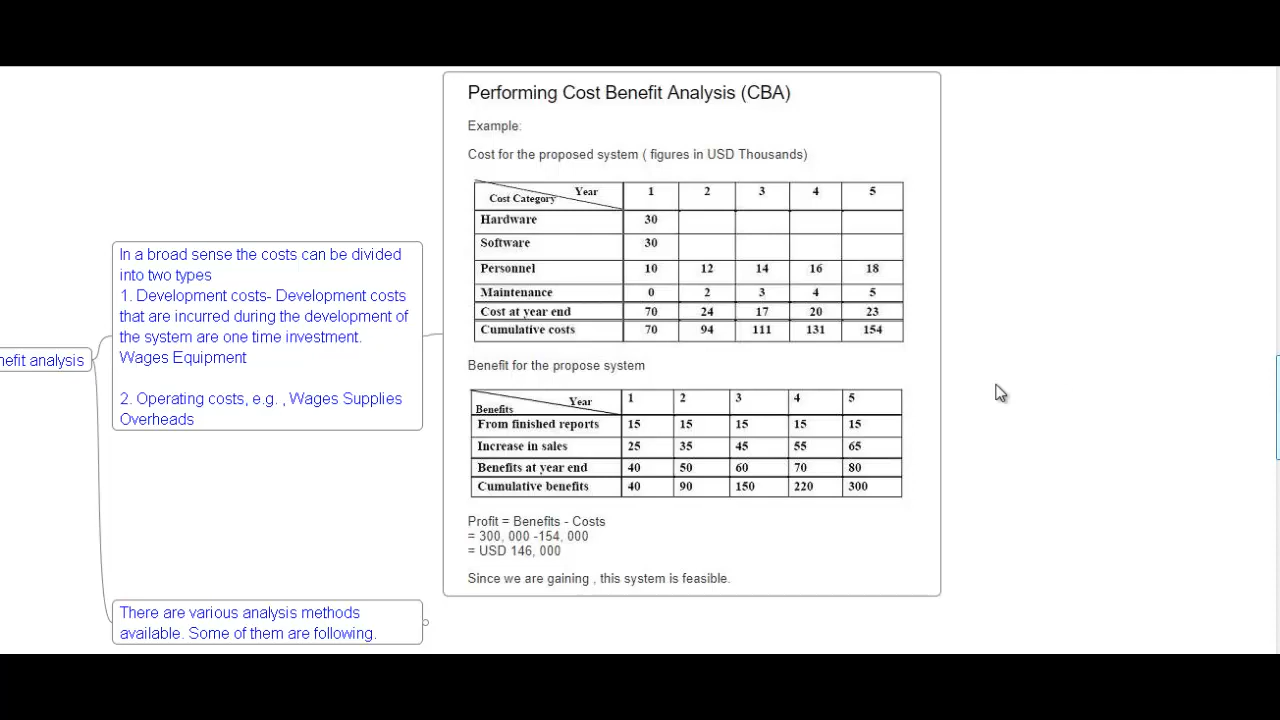 nefit analysis
In a broad sense the costs can be divided
into two types
1. Development costs- Development costs
that are incurred during the development of
the system are one time investment.
Wages Equipment
2. Operating costs, e.g. , Wages Supplies
Overheads
There are various analysis methods
available. Some of them are following.
Performing Cost Benefit Analysis (CBA)
Example:
Cost for the proposed system ( figures in USD Thousands)
Year
Cost Category 1 2 3 4 5
Hardware 30
Software 30
Personnel 10 12 14 16 18
Maintenance 0 2 3 4 5
Cost at year end 70 24 17 20 23
Cumulative costs 70 94 111 131 154
Benefit for the propose system
Year
Benefits 1 2 3 4 5
From finished reports 15 15 15 15 15
Increase in sales 25 35 45 55 65
Benefits at year end 40 50 60 70 80
Cumulative benefits 40 90 150 220 300
Profit = Benefits - Costs
= 300, 000 -154, 000
= USD 146, 000
Since we are gaining , this system is feasible.